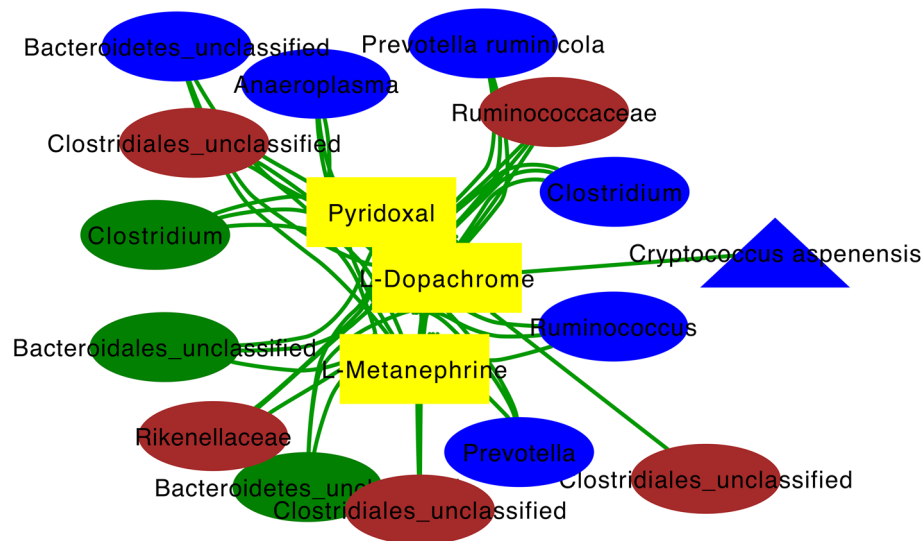 Bacteroidetes_unclassified
Prevotella ruminicola
Anaeroplasma
Ruminococcaceae
Clostridiales_unclassified
Clostridium
Pyridoxal
Clostridium
Cryptococcus aspenensis
L-Dopachrome
Ruminococcus
Bacteroidales_unclassified
L-Metanephrine
Rikenellaceae
Prevotella
Clostridiales_unclassified
Bacteroidetes_unc
Clostridiales_unclassified